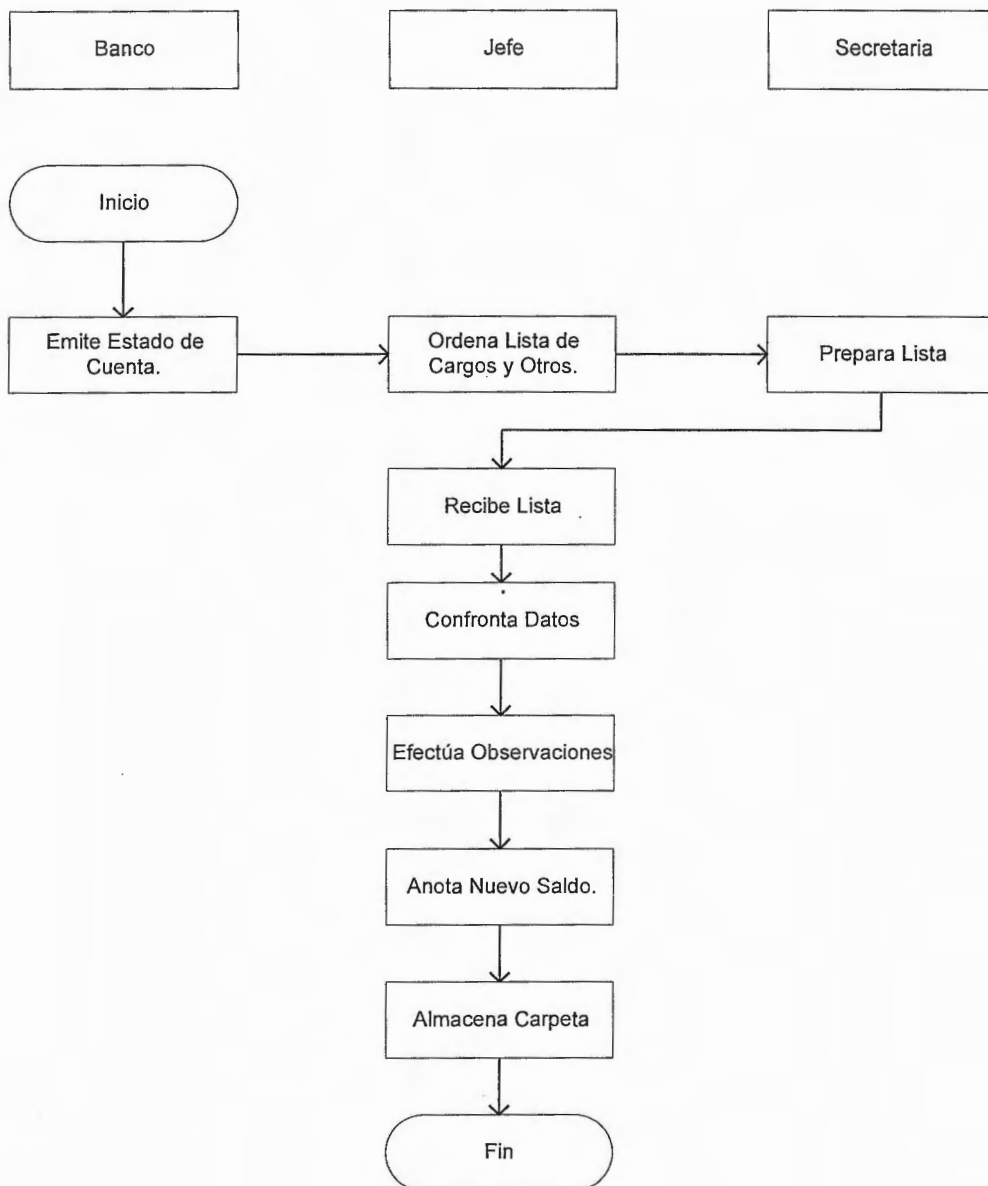 Banco
Jefe
Secretaria
Inicio
Emite Estado de
Cuenta.
Ordena Lista de
Cargos y Otros.
Prepara Lista
Recibe Lista
Confronta Datos
Efectúa Observaciones
Anota Nuevo Saldo.
Almacena Carpeta
Fin